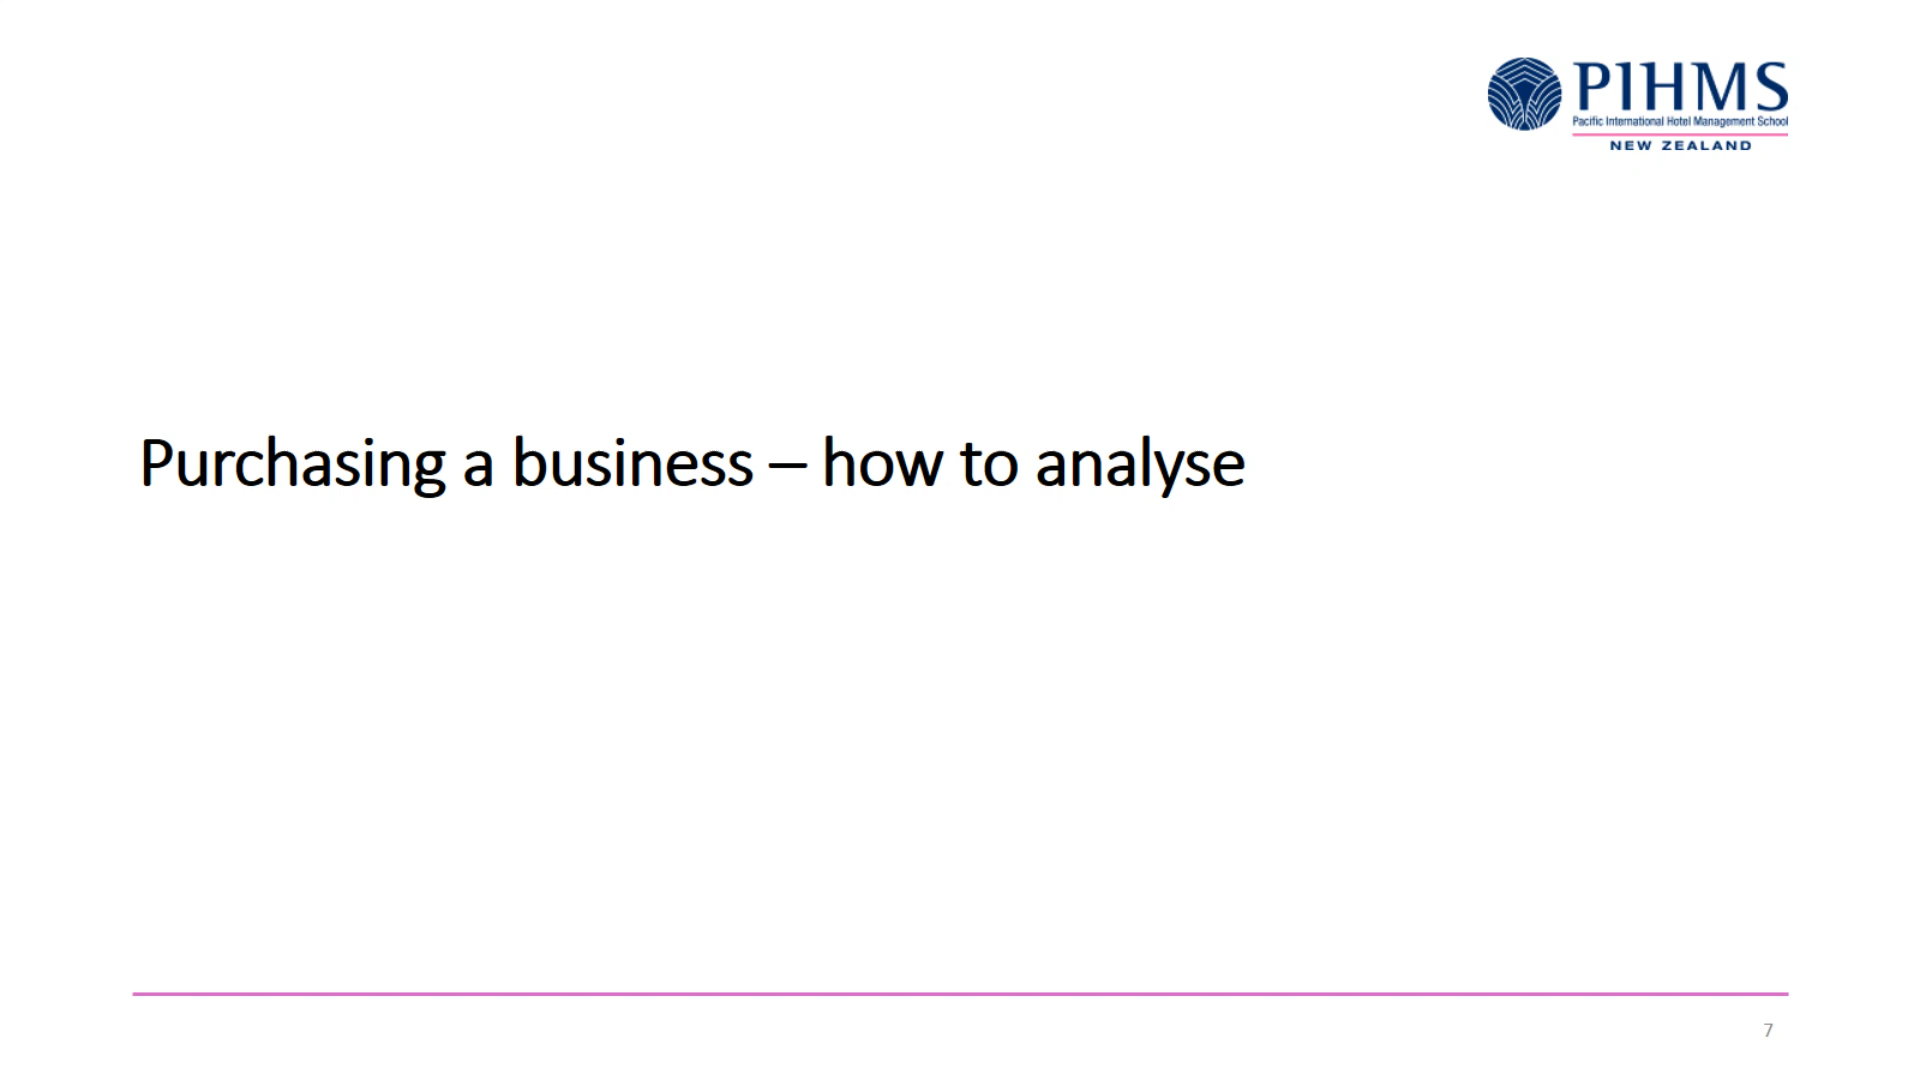 PIHMS
Pacific International Hotel Management School
NEW ZEALAND
Purchasing a business – how to analyse
7